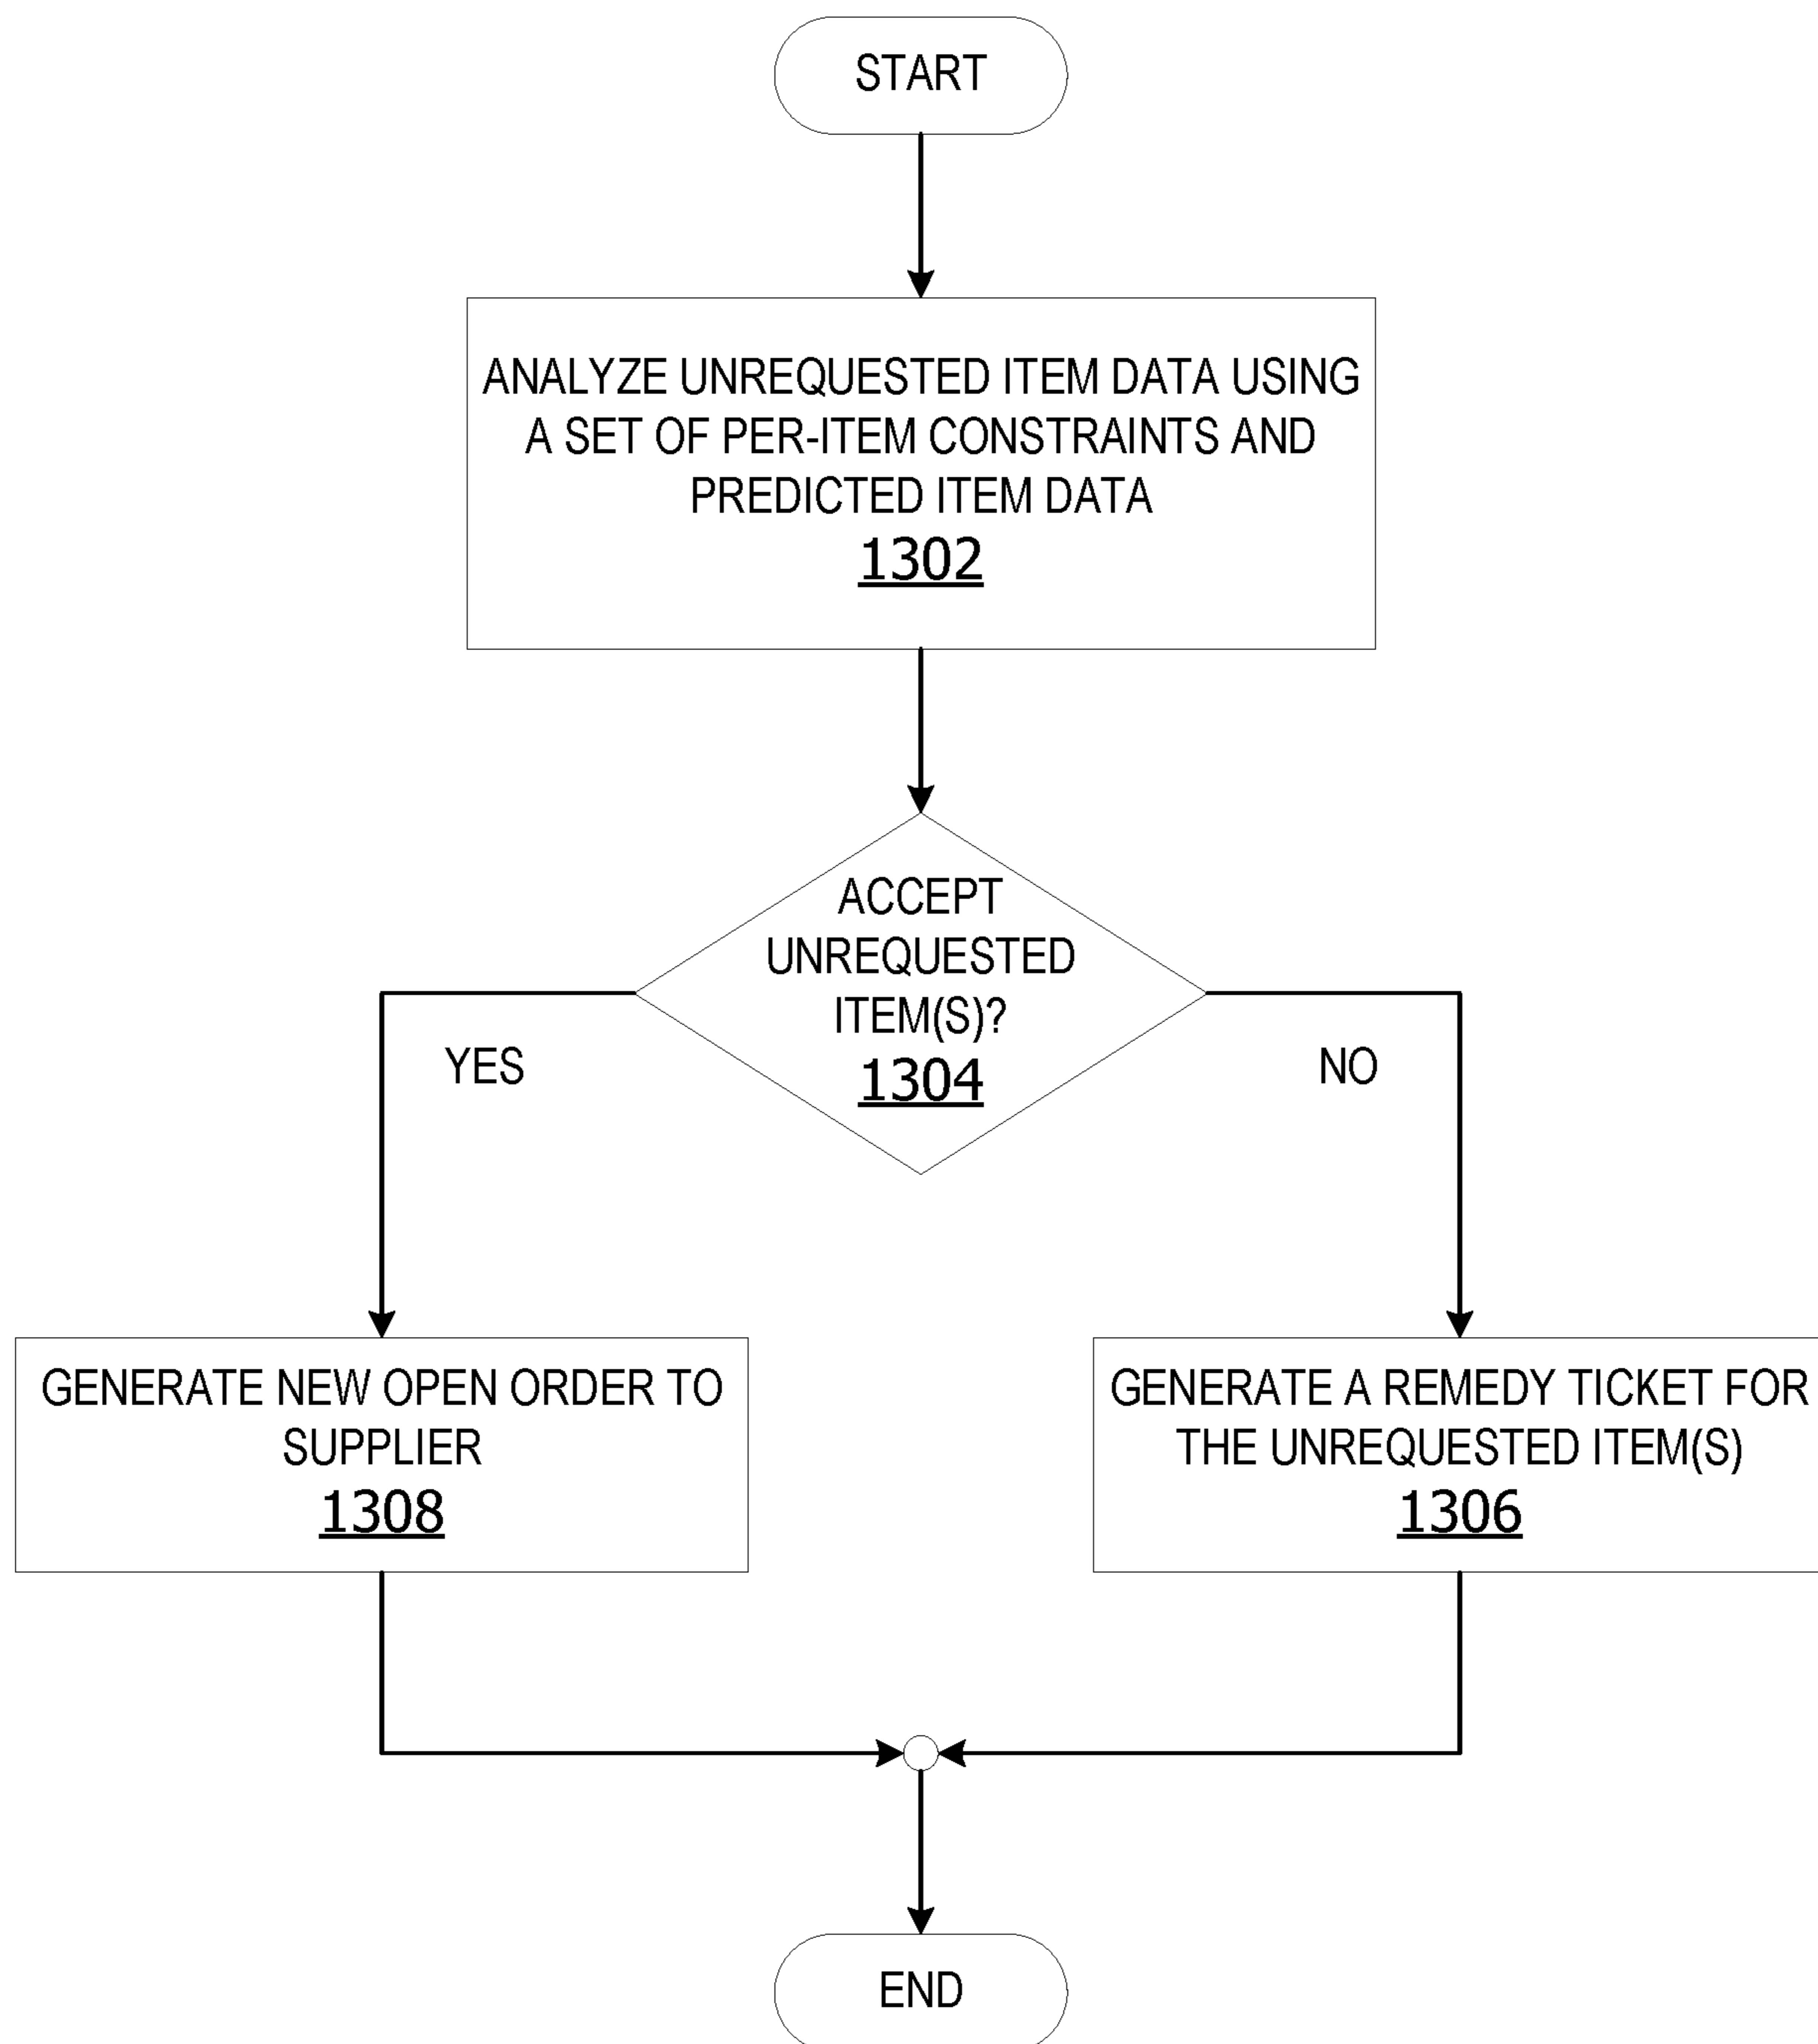 START
ANALYZE UNREQUESTED ITEM DATA USING
A SET OF PER-ITEM CONSTRAINTS AND
PREDICTED ITEM DATA
1302
ACCEPT
UNREQUESTED
ITEM(S)?
1304
YES
NO
GENERATE NEW OPEN ORDER TO
SUPPLIER
1308
GENERATE A REMEDY TICKET FOR
THE UNREQUESTED ITEM(S)
1306
END